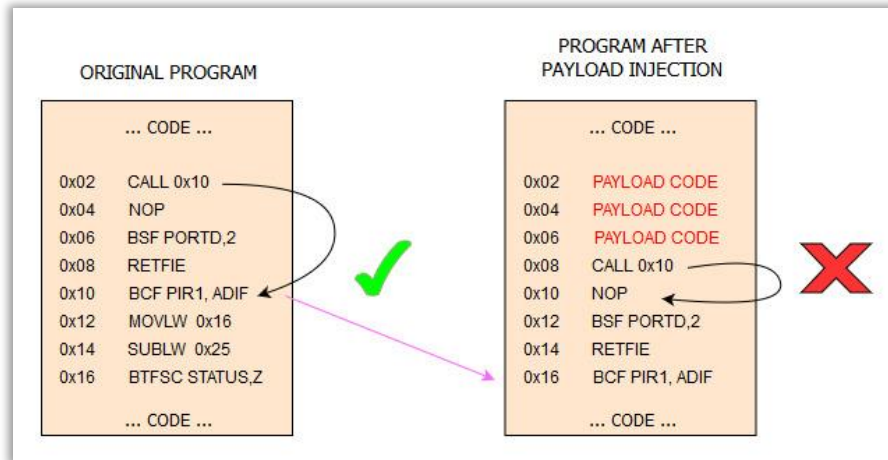 ORIGINAL PROGRAM
... CODE ...
0x02 CALL 0x10
0x04 NOP
0x06 BSF PORTD,2
0x08 RETFIE
0x10 BCF PIR1, ADIF
0x12 MOVLW 0x16
0x14 SUBLW 0x25
0x16 BTFSC STATUS,Z
... CODE ...
PROGRAM AFTER
PAYLOAD INJECTION
... CODE ...
0x02 PAYLOAD CODE
0x04 PAYLOAD CODE
0x06 PAYLOAD CODE
0x08 CALL 0x10
0x10 NOP
0x12 BSF PORTD,2
0x14 RETFIE
0x16 BCF PIR1, ADIF
... CODE ...